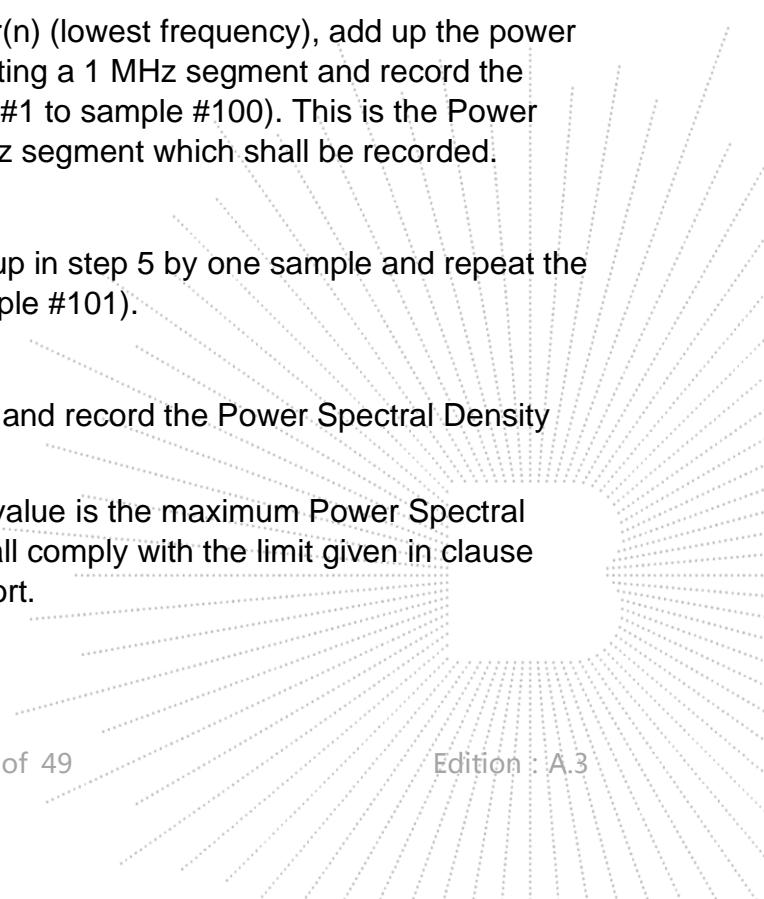 r(n) (lowest frequency), add up the power
ting a 1 MHz segment and record the
#1 to sample #100). This is the Power
z segment which shall be recorded.
up in step 5 by one sample and repeat the
ple #101).
and record the Power Spectral Density
value is the maximum Power Spectral
all comply with the limit given in clause
ort.
of 49 Edition : A.3